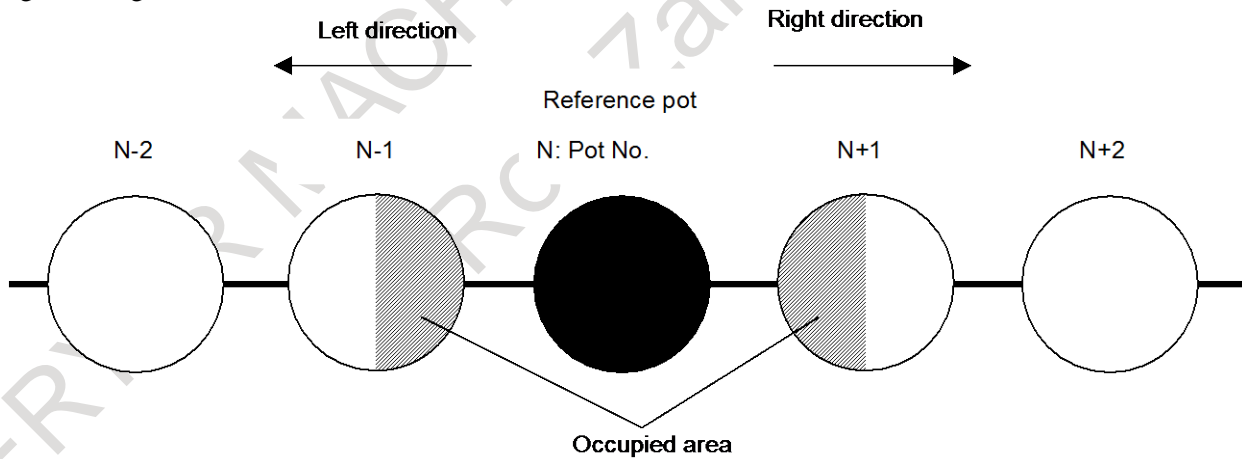 Left direction
Right direction
Reference pot
N-2
N-1
N: Pot No.
N+1
N+2
Occupied area